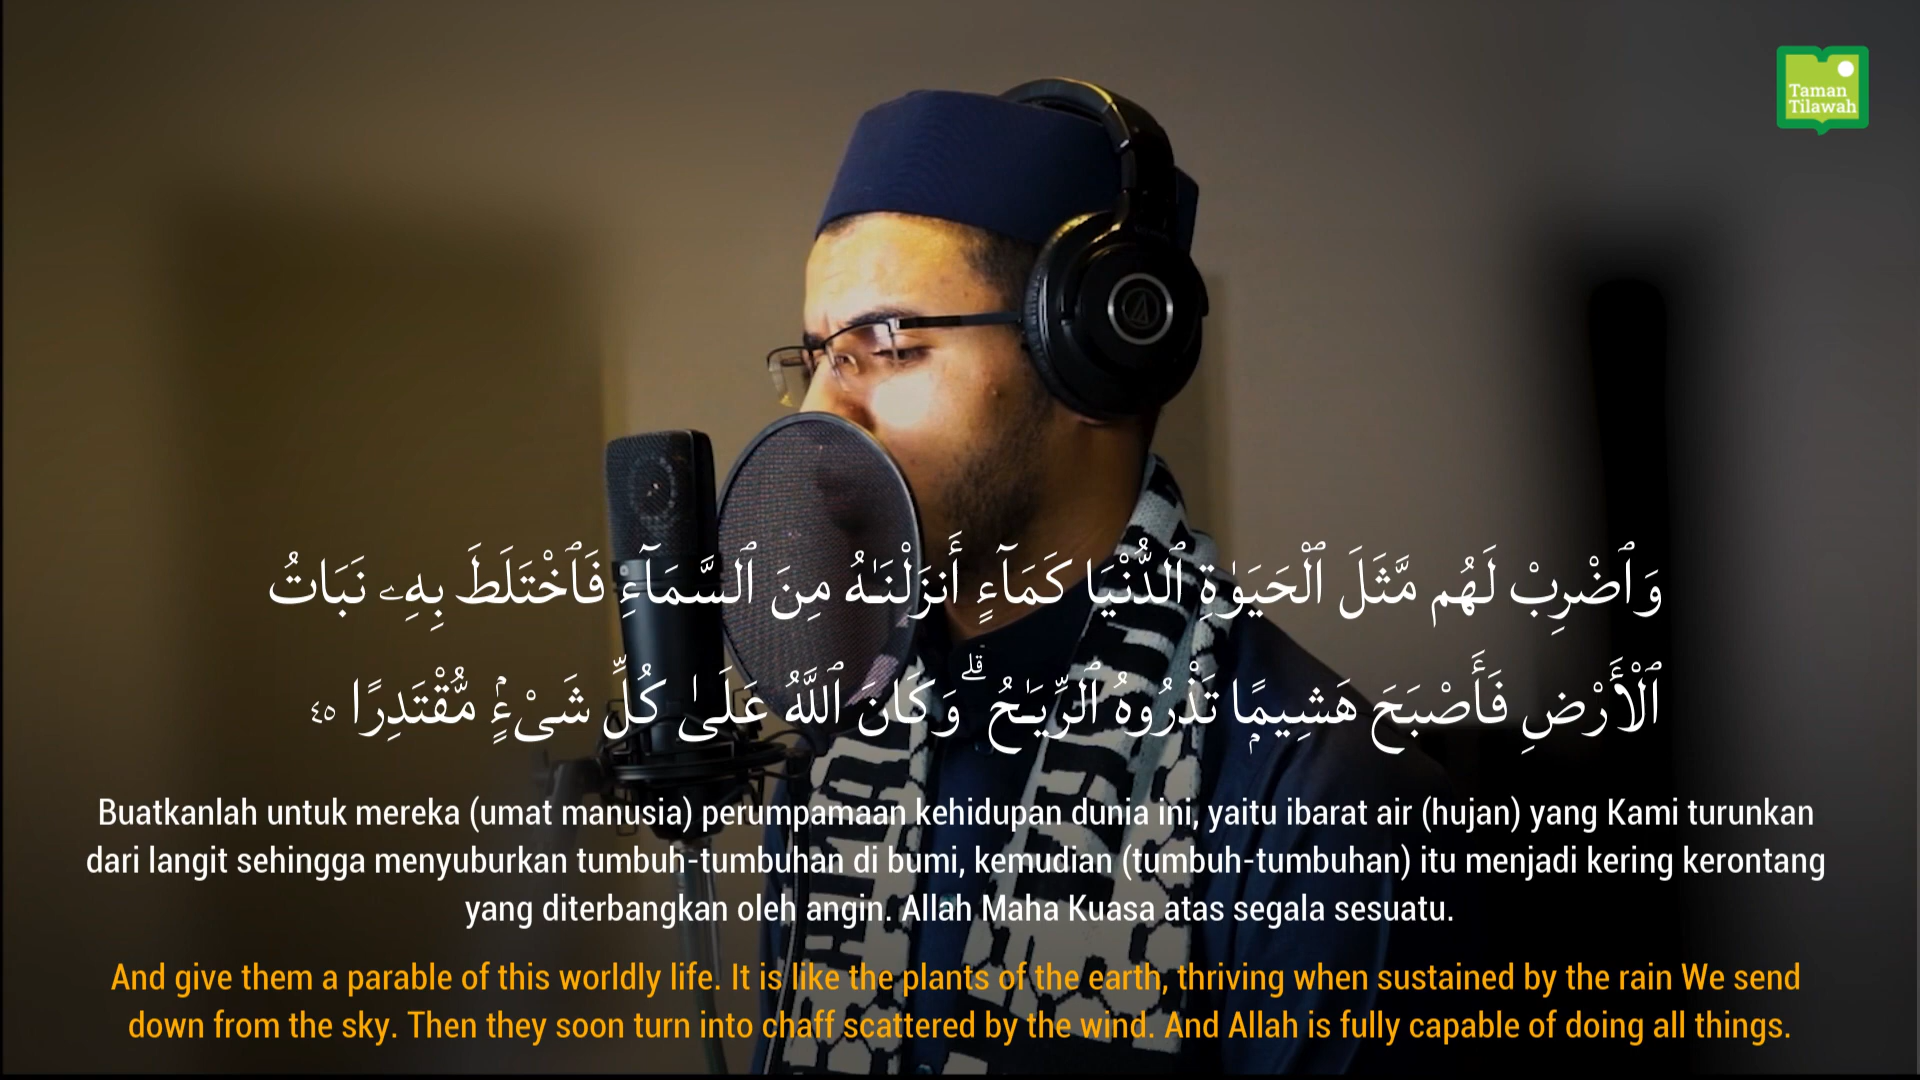 Taman
Tilawah
وَٱضْرِبْ لَهُم مَّثَلَ ٱلْحَيَوٰةِ ٱلدُّنْيَا كَمَآءٍ أَنزَلْنَـٰهُ مِنَ ٱلسَّمَآءِ فَٱخْتَلَطَ بِهِۦ نَبَاتُ
ٱلْأَرْضِ فَأَصْبَحَ هَشِيمًۭا تَذْرُوهُ ٱلرِّيَـٰحُ ۗ وَكَانَ ٱللَّهُ عَلَىٰ كُلِّ شَىْءٍۢ مُّقْتَدِرًا ٤٥
Buatkanlah untuk mereka (umat manusia) perumpamaan kehidupan dunia ini, yaitu ibarat air (hujan) yang Kami turunkan
dari langit sehingga menyuburkan tumbuh-tumbuhan di bumi, kemudian (tumbuh-tumbuhan) itu menjadi kering kerontang
yang diterbangkan oleh angin. Allah Maha Kuasa atas segala sesuatu.
And give them a parable of this worldly life. It is like the plants of the earth, thriving when sustained by the rain We send
down from the sky. Then they soon turn into chaff scattered by the wind. And Allah is fully capable of doing all things.